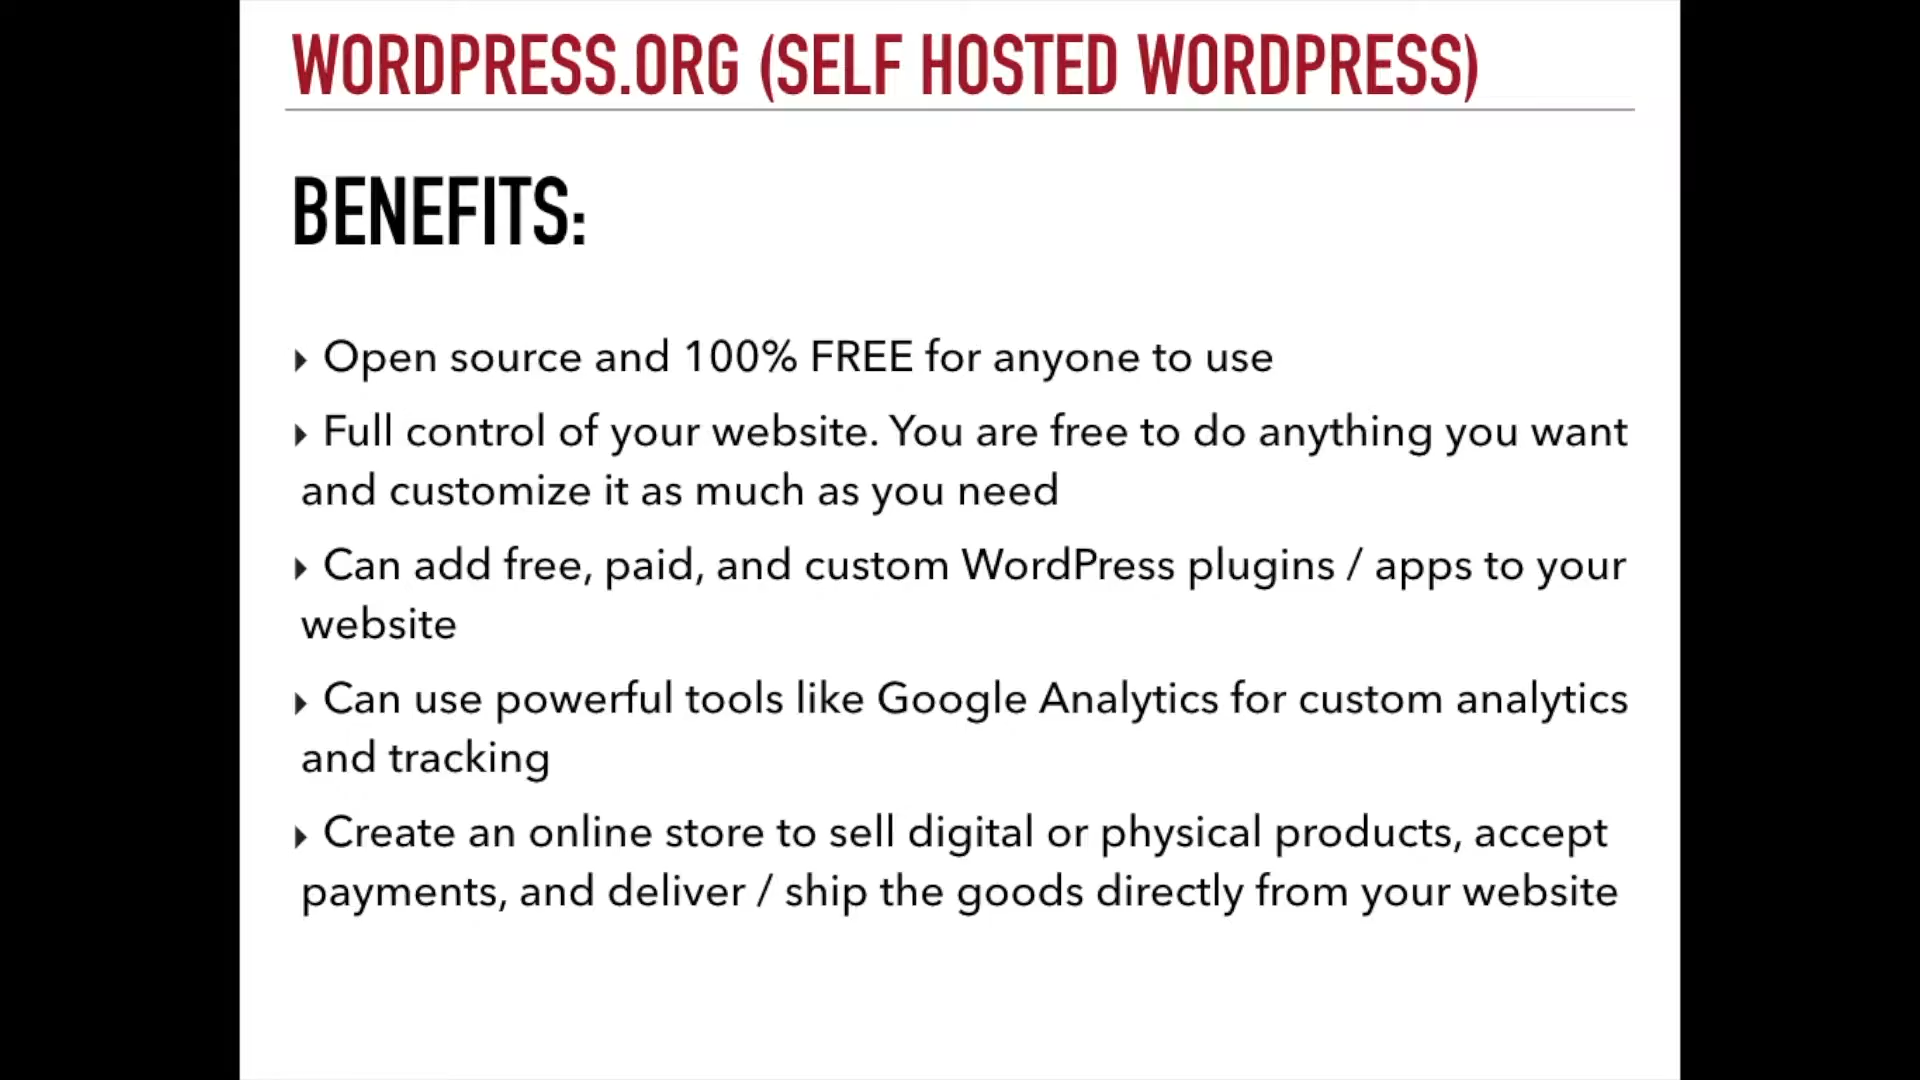 WORDPRESS.ORG (SELF HOSTED WORDPRESS)
BENEFITS:
▸ Open source and 100% FREE for anyone to use
▸ Full control of your website. You are free to do anything you want
and customize it as much as you need
▸ Can add free, paid, and custom WordPress plugins / apps to your
website
▸ Can use powerful tools like Google Analytics for custom analytics
and tracking
▸ Create an online store to sell digital or physical products, accept
payments, and deliver / ship the goods directly from your website